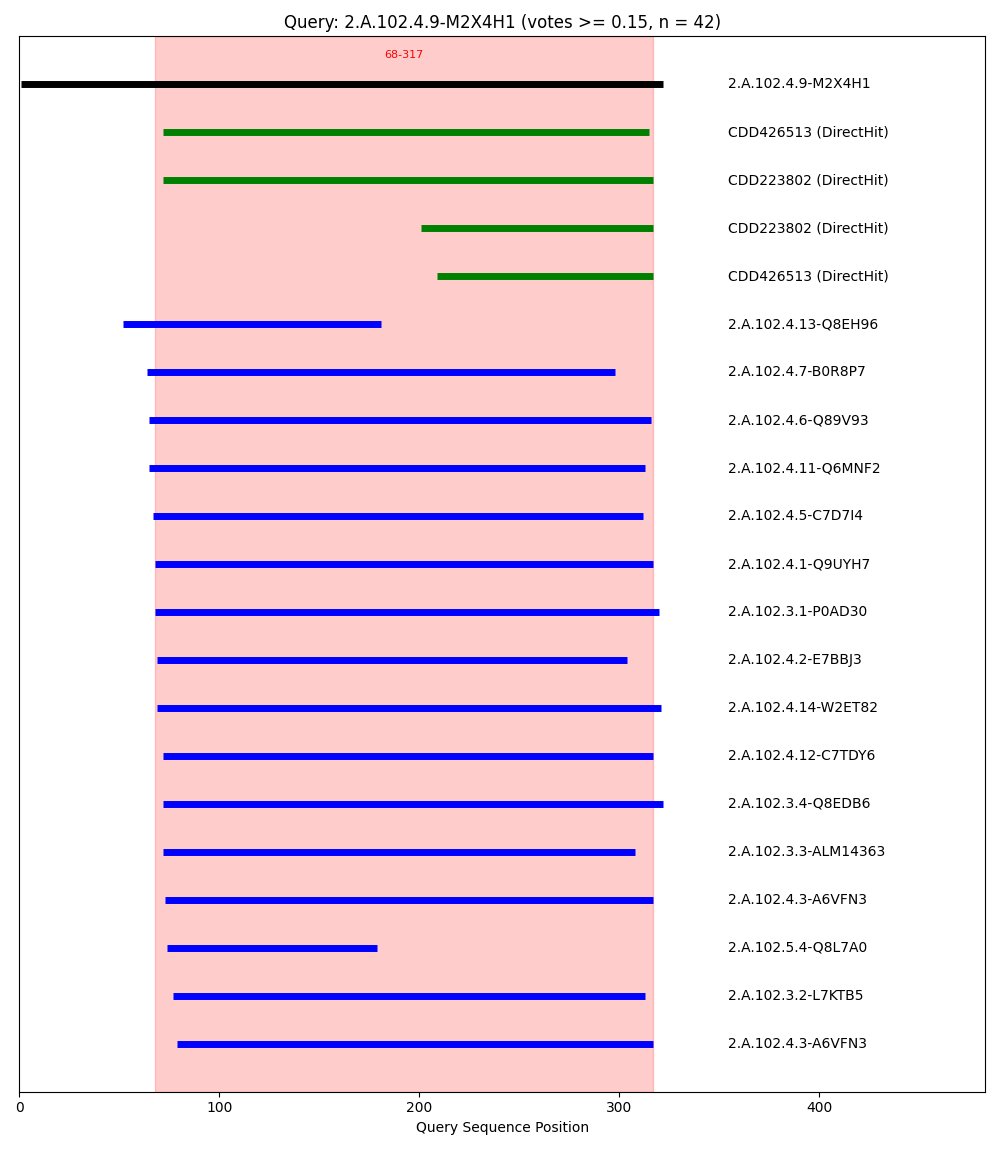 Query: 2.A.102.4.9-M2X4H1 (votes >= 0.15, n = 42)
68-317
2.A.102.4.9-M2X4H1
CDD426513 (DirectHit)
CDD223802 (DirectHit)
CDD223802 (DirectHit)
CDD426513 (DirectHit)
2.A.102.4.13-Q8EH96
2.A.102.4.7-B0R8P7
2.A.102.4.6-Q89V93
2.A.102.4.11-Q6MNF2
2.A.102.4.5-C7D7I4
2.A.102.4.1-Q9UYH7
2.A.102.3.1-P0AD30
2.A.102.4.2-E7BBJ3
2.A.102.4.14-W2ET82
2.A.102.4.12-C7TDY6
2.A.102.3.4-Q8EDB6
2.A.102.3.3-ALM14363
2.A.102.4.3-A6VFN3
2.A.102.5.4-Q8L7A0
2.A.102.3.2-L7KTB5
2.A.102.4.3-A6VFN3
0 100 200 300 400
Query Sequence Position